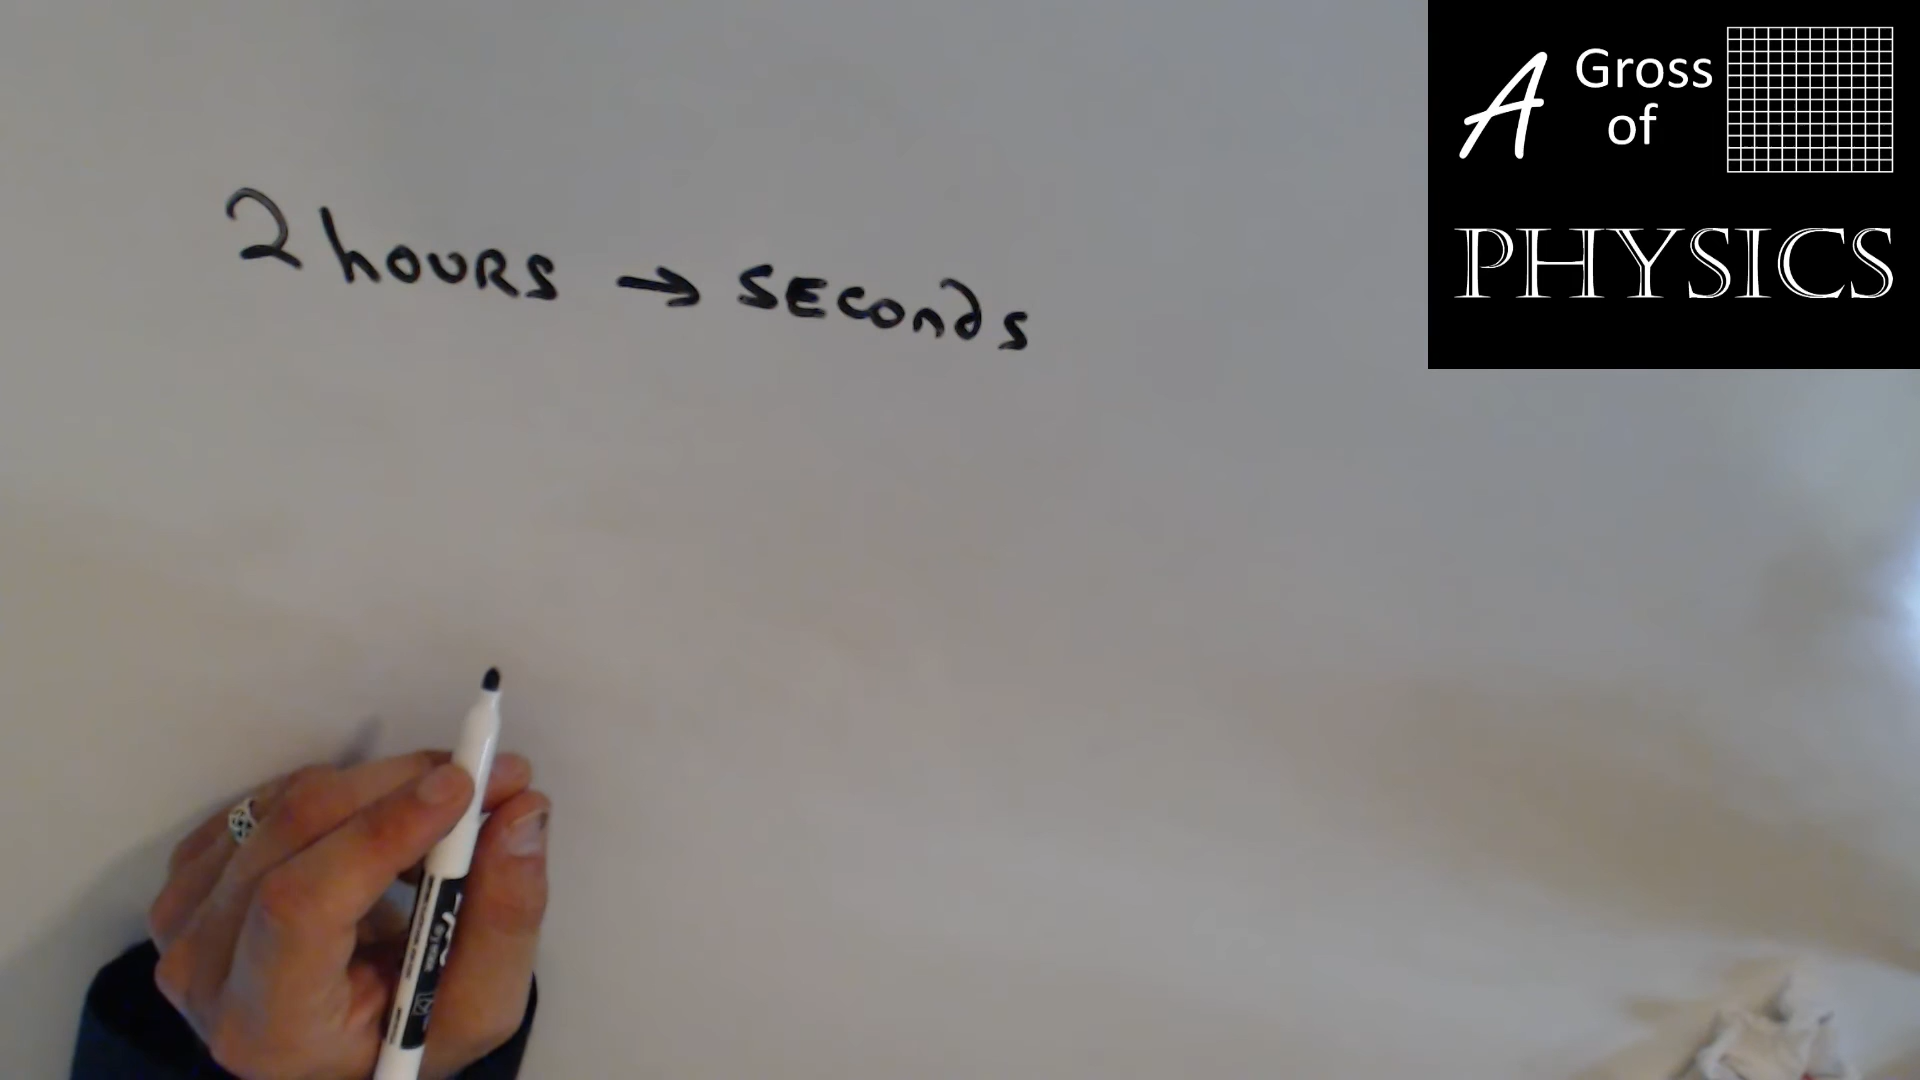 2 hours → seconds
A Gross of
PHYSICS